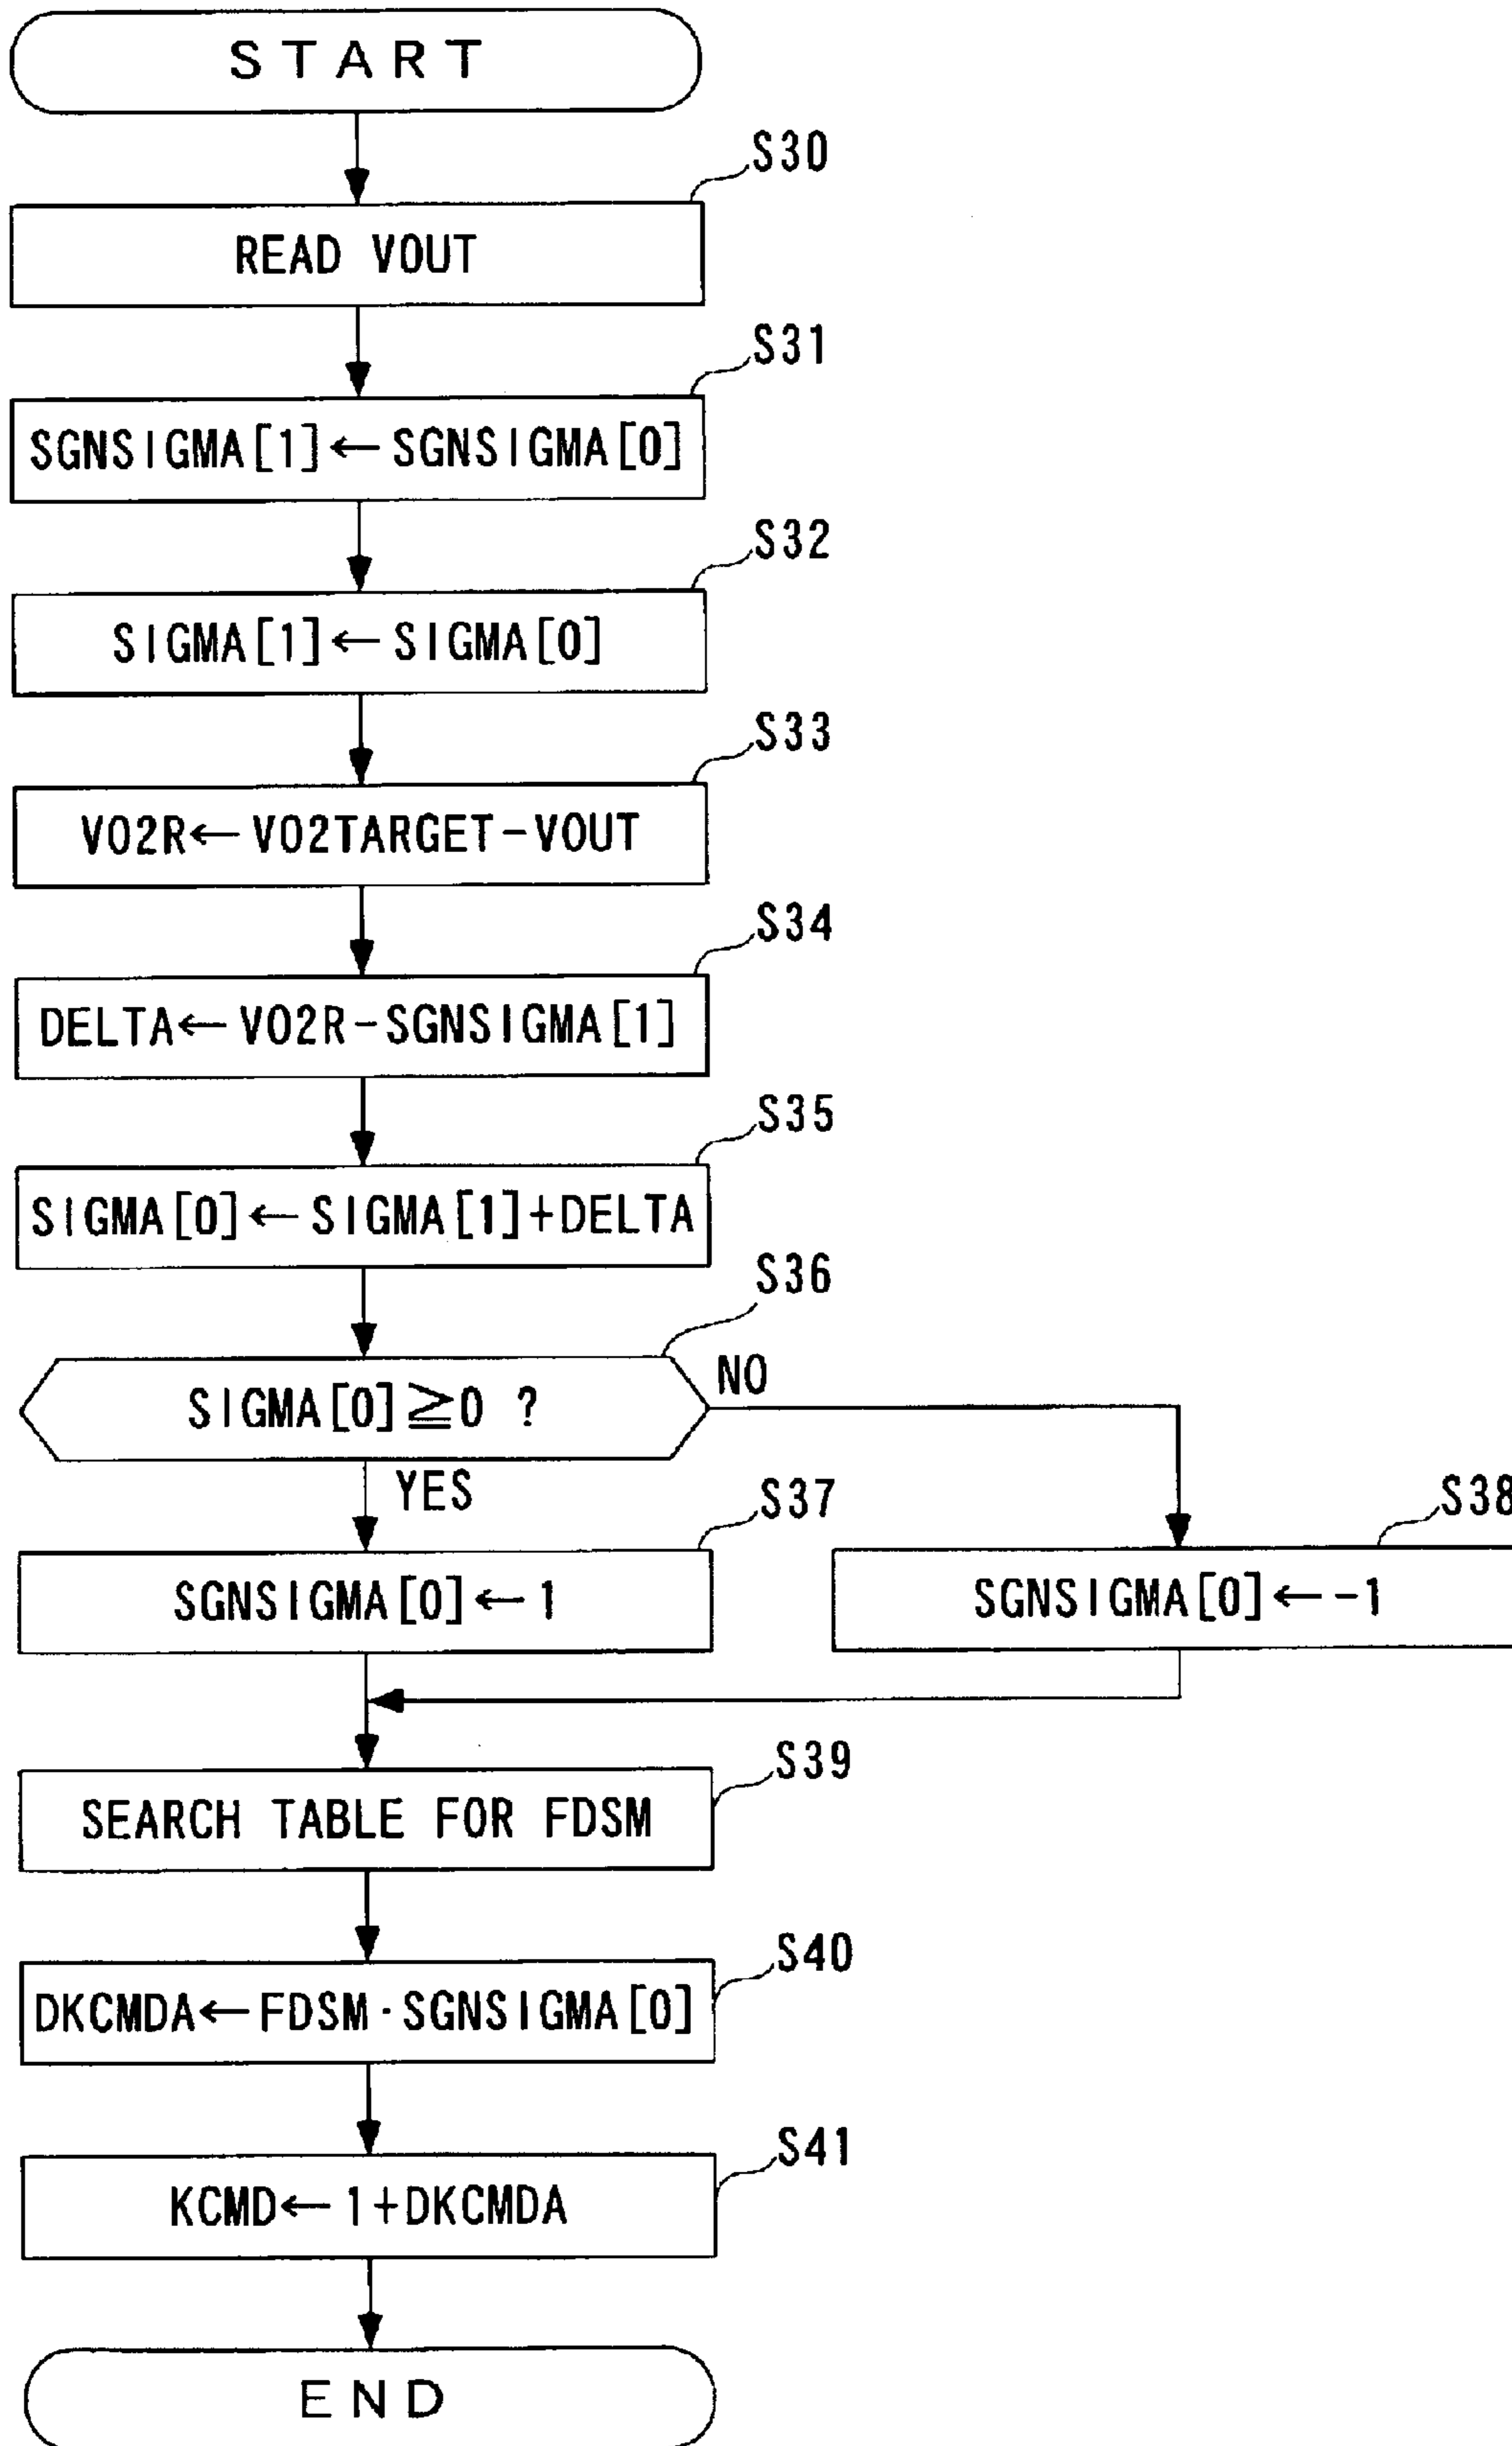 START
S30
READ VOUT
S31
SGNSIGMA[1]←SGNSIGMA[0]
S32
SIGMA[1]←SIGMA[0]
S33
VO2R←VO2TARGET-VOUT
S34
DELTA←VO2R-SGNSIGMA[1]
S35
SIGMA[0]←SIGMA[1]+DELTA
S36
SIGMA[0]≧0 ?
NO
YES
S37
SGNSIGMA[0]←1
S38
SGNSIGMA[0]←-1
S39
SEARCH TABLE FOR FDSM
S40
DKCMDA←FDSM·SGNSIGMA[0]
S41
KCMD←1+DKCMDA
END